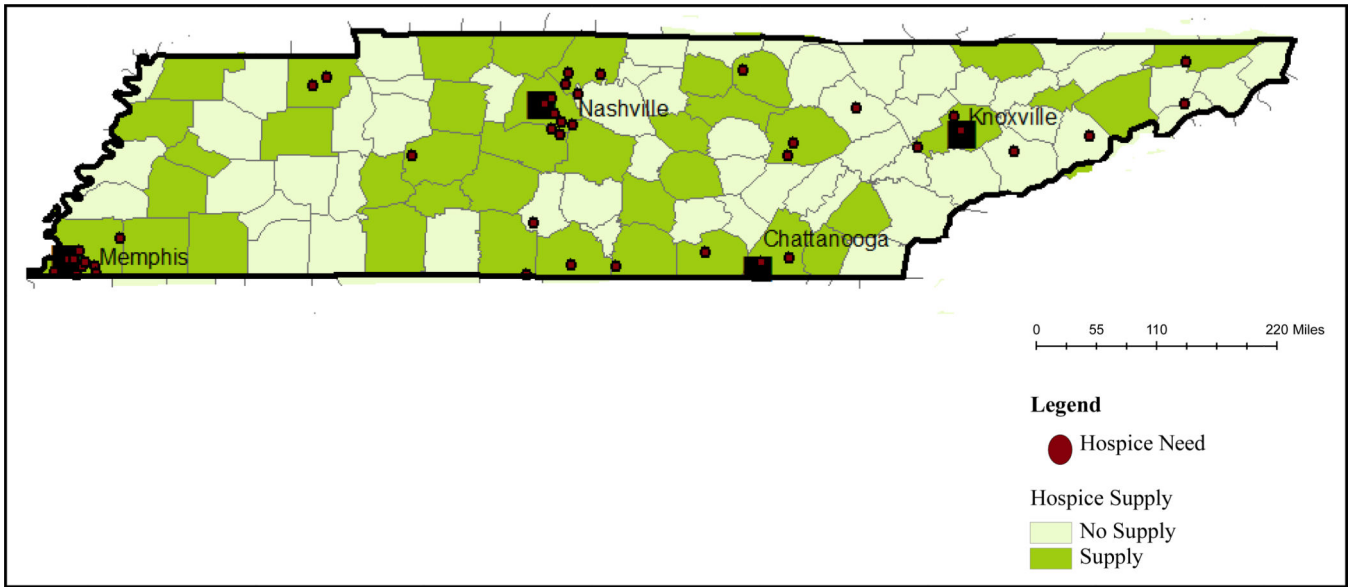 Nashville
Knoxville
Chattanooga
Memphis
0 55 110 220 Miles
Legend
Hospice Need
Hospice Supply
No Supply
Supply